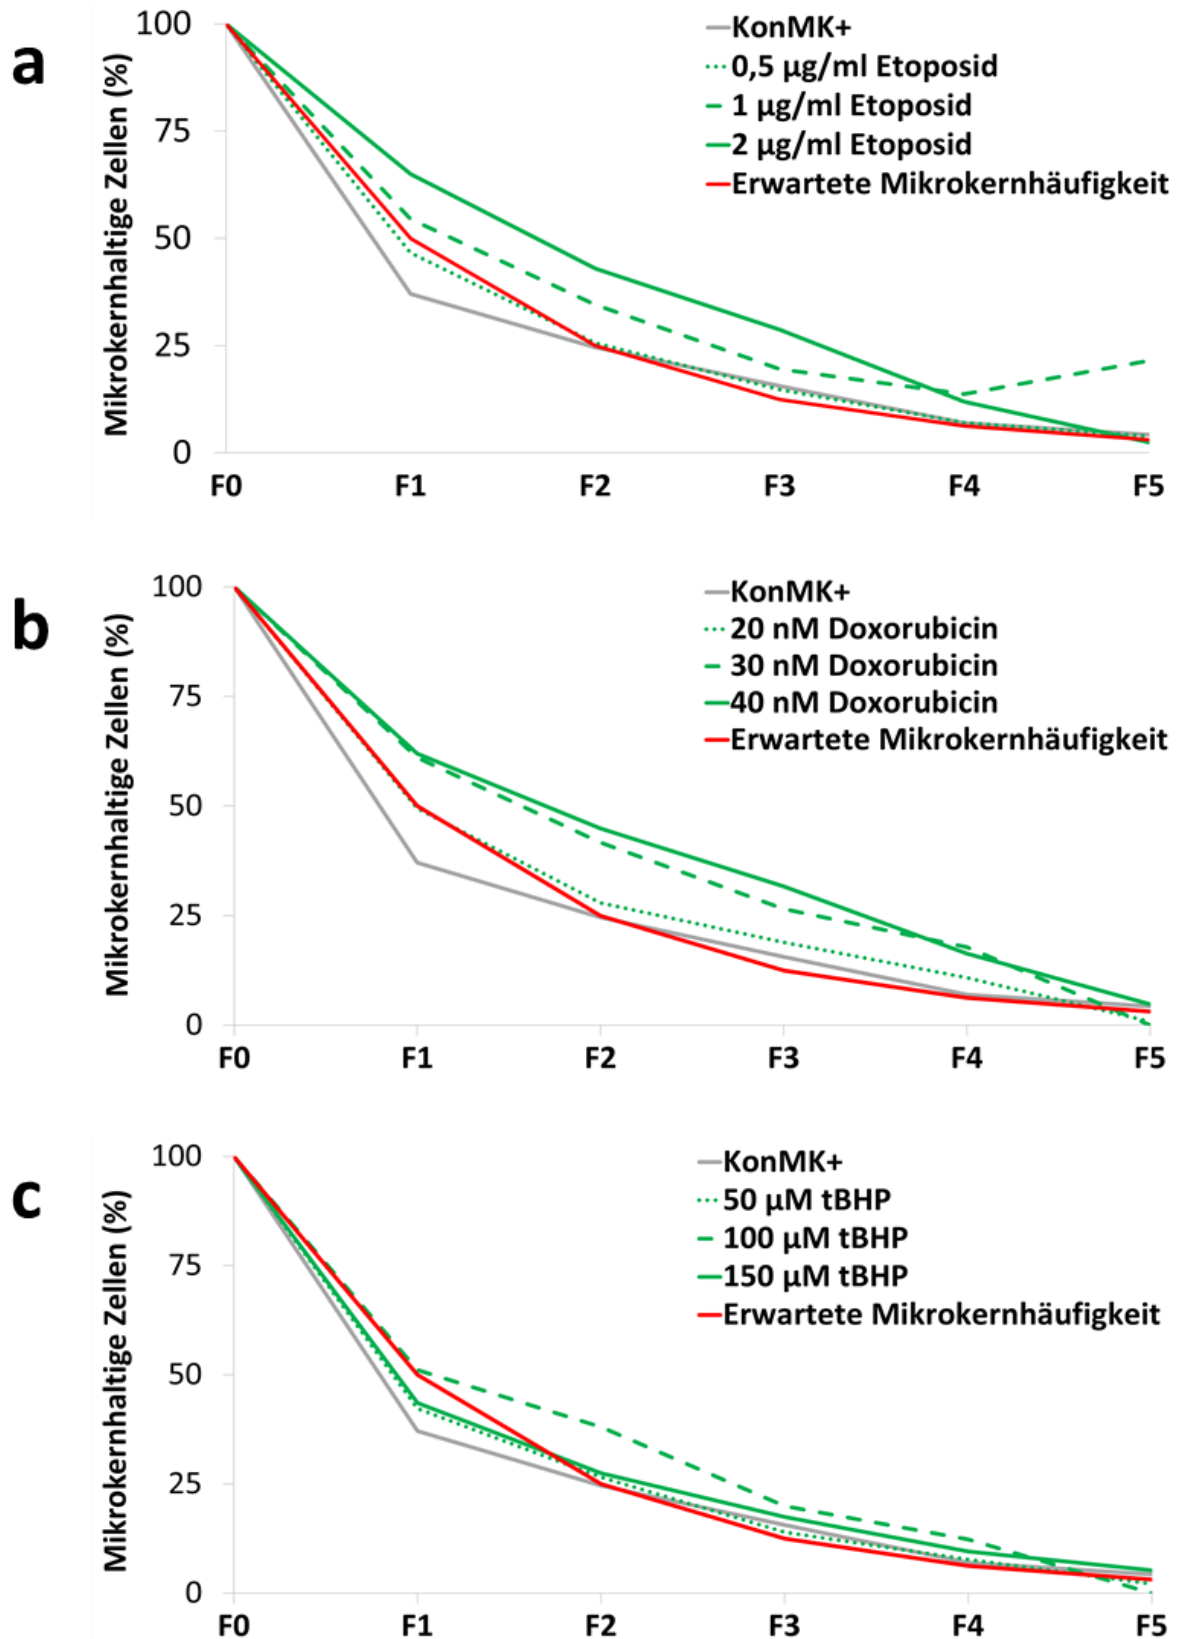 a
Mikrokernhaltige Zellen (%)
100
75
50
25
0
F0 F1 F2 F3 F4 F5
KonMK+
0,5 µg/ml Etoposid
1 µg/ml Etoposid
2 µg/ml Etoposid
Erwartete Mikrokernhäufigkeit
b
Mikrokernhaltige Zellen (%)
100
75
50
25
0
F0 F1 F2 F3 F4 F5
KonMK+
20 nM Doxorubicin
30 nM Doxorubicin
40 nM Doxorubicin
Erwartete Mikrokernhäufigkeit
c
Mikrokernhaltige Zellen (%)
100
75
50
25
0
F0 F1 F2 F3 F4 F5
KonMK+
50 µM tBHP
100 µM tBHP
150 µM tBHP
Erwartete Mikrokernhäufigkeit